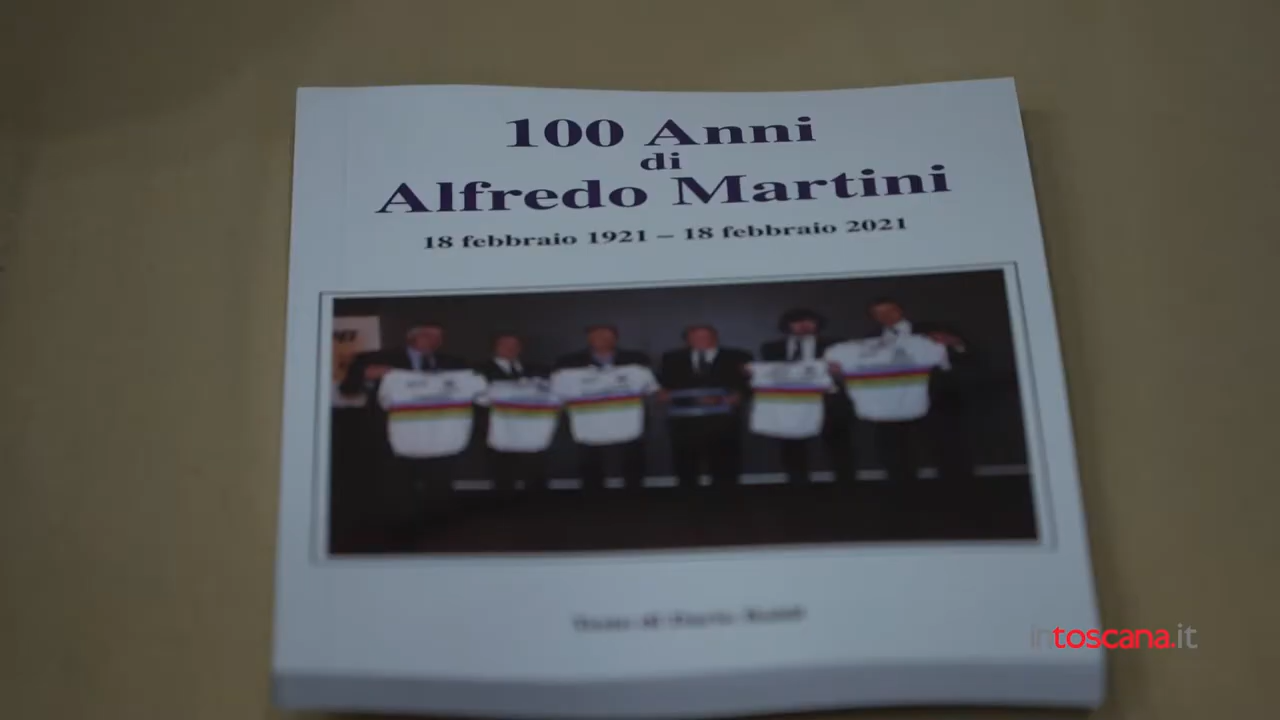 100 Anni
di
Alfredo Martini
18 febbraio 1921 – 18 febbraio 2021
intoscana.it